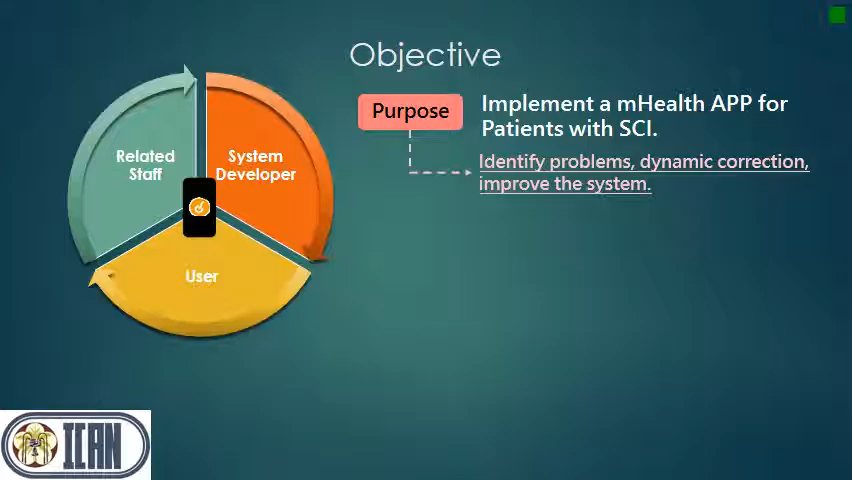 Objective
Purpose
Implement a mHealth APP for
Patients with SCI.
Identify problems, dynamic correction,
improve the system.
Related
Staff
System
Developer
User
ICAN